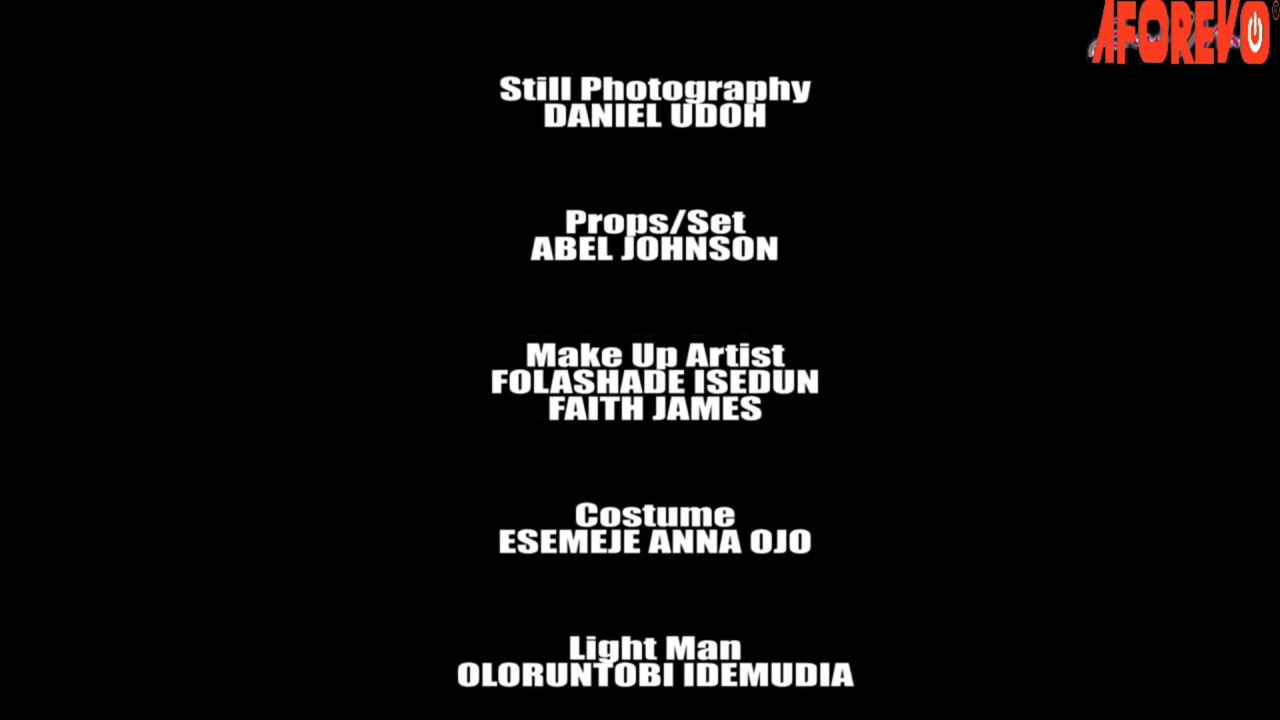 AFOREVO
Still Photography
DANIEL UDOH
Props/Set
ABEL JOHNSON
Make Up Artist
FOLASHADE ISEDUN
FAITH JAMES
Costume
ESEMEJE ANNA OJO
Light Man
OLORUNTOBI IDEMUDIA